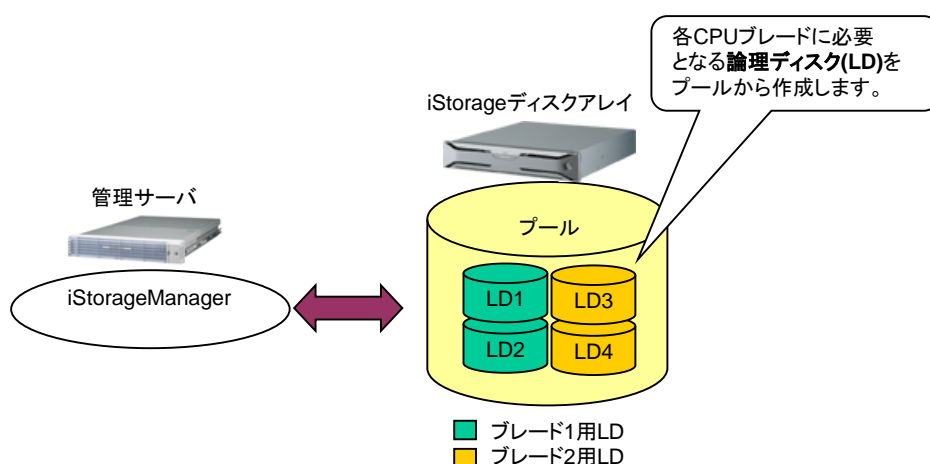 各CPUブレードに必要
となる論理ディスク(LD)を
プールから作成します。
iStorageディスクアレイ
管理サーバ
プール
iStorageManager
LD1
LD3
LD2
LD4
ブレード1用LD
ブレード2用LD